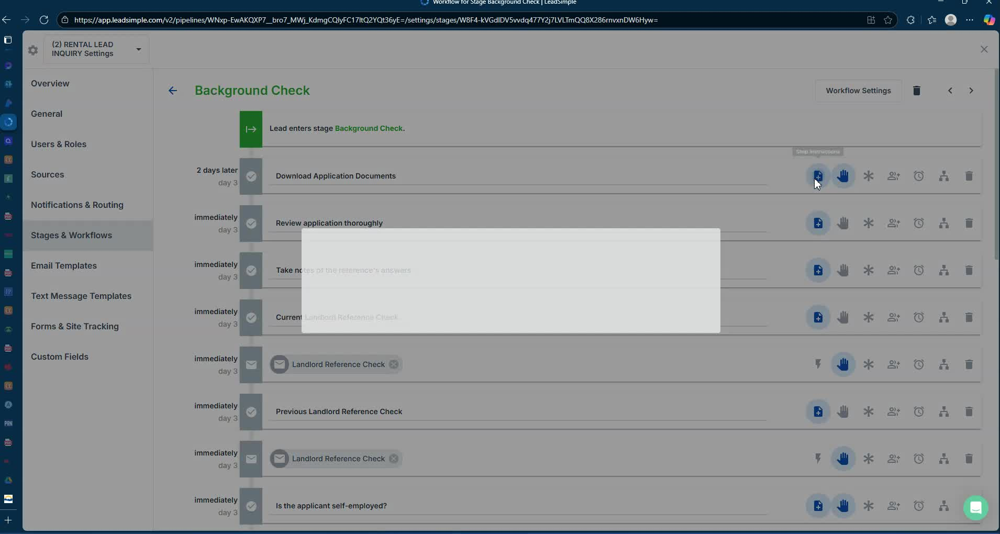 Workflow for Stage Background Check | LeadSimple
https://app.leadsimple.com/v2/pipelines/WNxp-EwAKQXP7__bro7_MWj_KdmgCQlyFC17ltQ2YQt36yE=/settings/stages/W8F4-kVGdIDV5vvdq477Y2j7LVLTmQQ8X286rnvxnDW6Hyw=
(2) RENTAL LEAD
INQUIRY Settings
Overview
General
Users & Roles
Sources
Notifications & Routing
Stages & Workflows
Email Templates
Text Message Templates
Forms & Site Tracking
Custom Fields
PRN
Background Check
Workflow Settings
Lead enters stage Background Check.
Step Instructions
2 days later
day 3
Download Application Documents
immediately
day 3
Review application thoroughly
immediately
day 3
Take notes of the reference's answers
immediately
day 3
Current Landlord Reference Check
immediately
day 3
Landlord Reference Check
immediately
day 3
Previous Landlord Reference Check
immediately
day 3
Landlord Reference Check
immediately
day 3
Is the applicant self-employed?